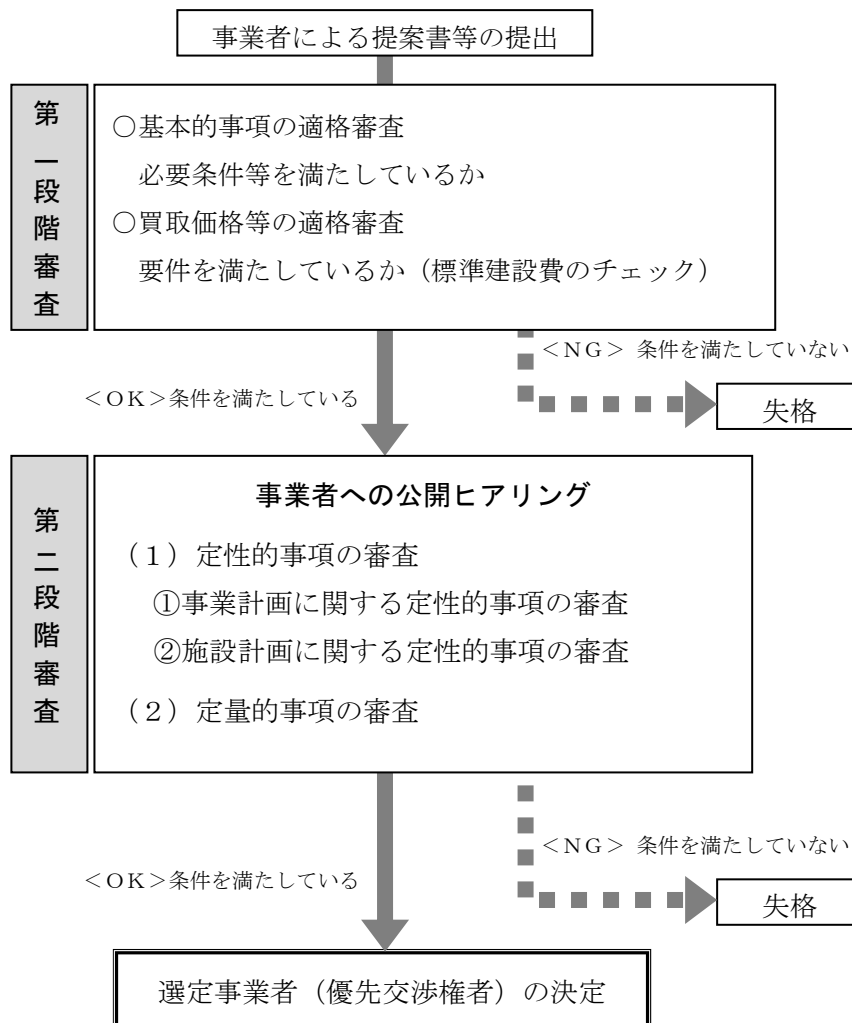 事業者による提案書等の提出
第一段階審査
○基本的事項の適格審査
必要条件等を満たしているか
○買取価格等の適格審査
要件を満たしているか（標準建設費のチェック）
＜ＮＧ＞ 条件を満たしていない
＜ＯＫ＞条件を満たしている
失格
第二段階審査
事業者への公開ヒアリング
（１）定性的事項の審査
①事業計画に関する定性的事項の審査
②施設計画に関する定性的事項の審査
（２）定量的事項の審査
＜ＮＧ＞ 条件を満たしていない
＜ＯＫ＞条件を満たしている
失格
選定事業者（優先交渉権者）の決定